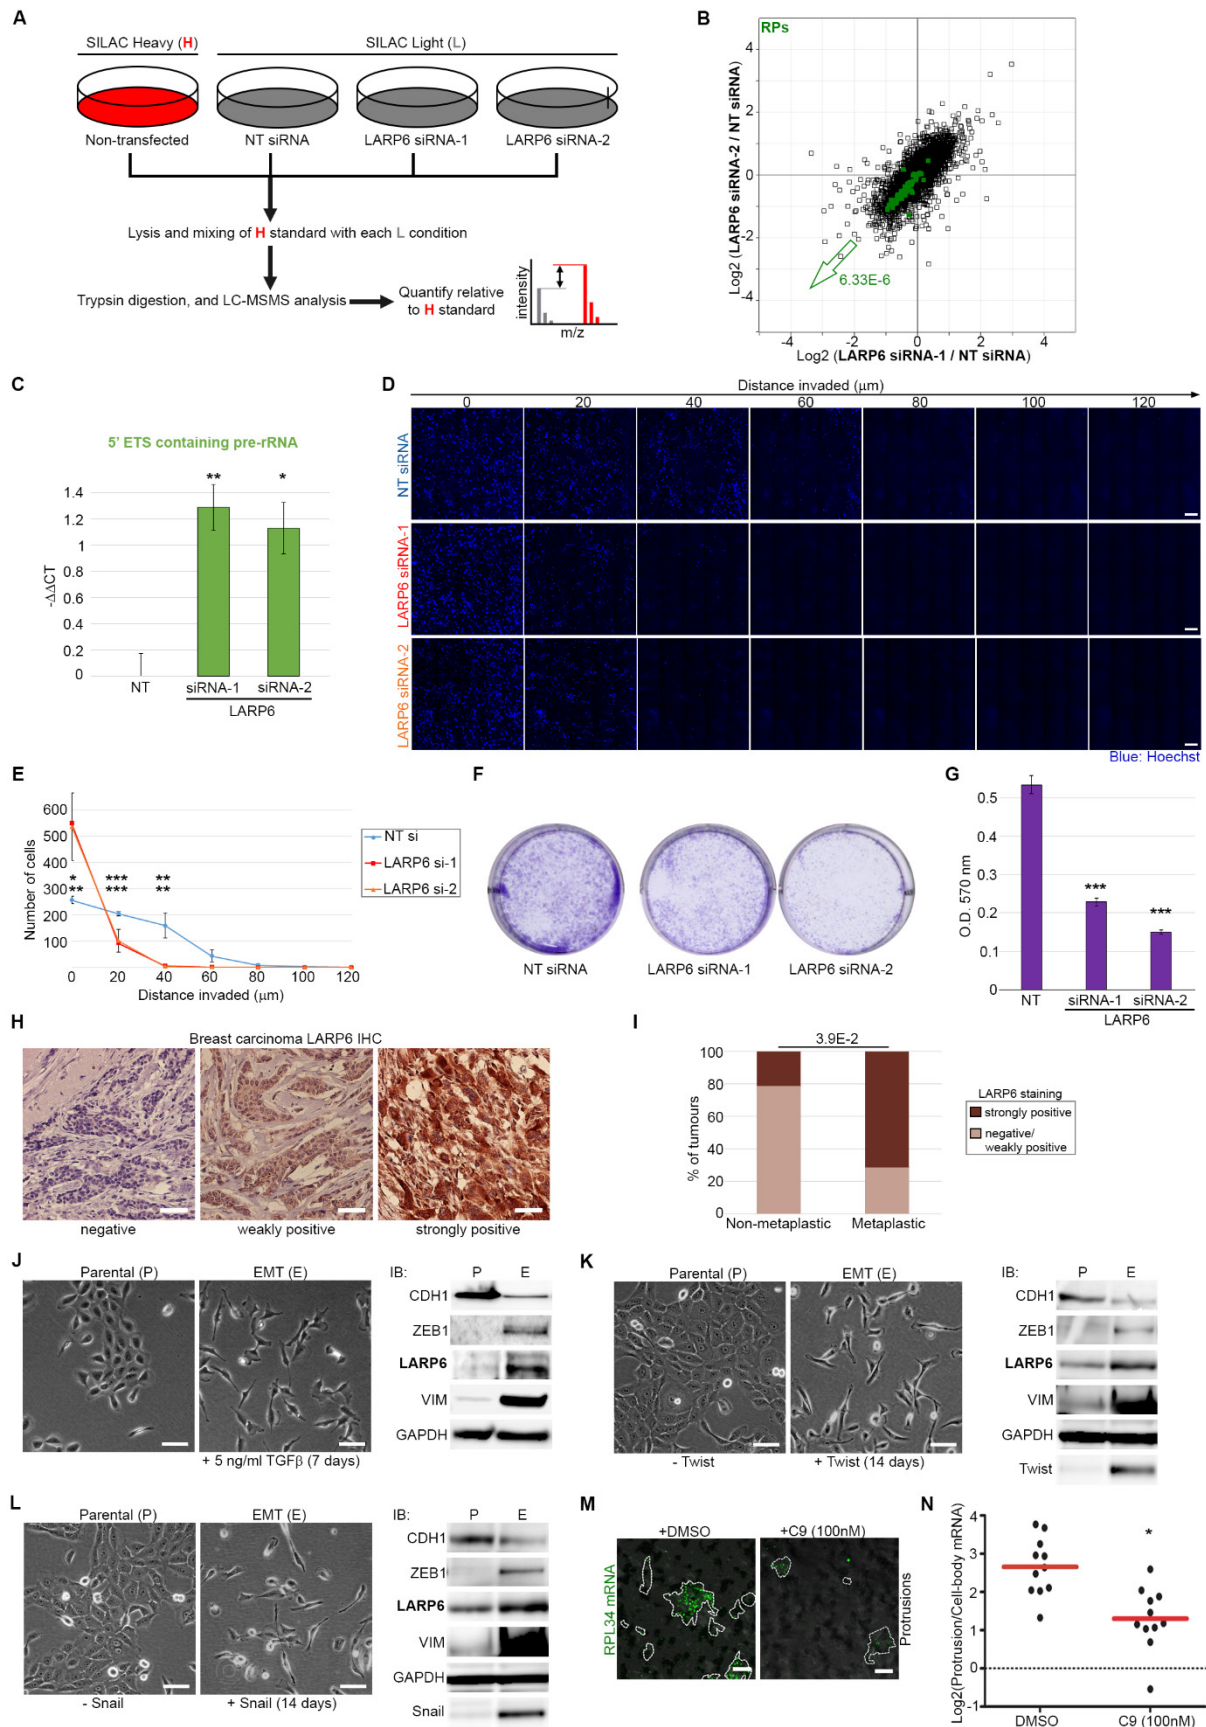 A
SILAC Heavy (H)
SILAC Light (L)
Non-transfected
NT siRNA
LARP6 siRNA-1
LARP6 siRNA-2
Lysis and mixing of H standard with each L condition
Trypsin digestion, and LC-MSMS analysis
Quantify relative
to H standard
intensity
m/z
B
RPs
Log2 (LARP6 siRNA-2 / NT siRNA)
4
2
0
-2
-4
6.33E-6
-4
-2
0
2
4
Log2 (LARP6 siRNA-1 / NT siRNA)
C
5' ETS containing pre-rRNA
-ΔΔCT
1.4
1.2
1
0.8
0.6
0.4
0.2
0
**
*
NT
siRNA-1
siRNA-2
LARP6
D
Distance invaded (μm)
0
20
40
60
80
100
120
NT siRNA
LARP6 siRNA-1
LARP6 siRNA-2
Blue: Hoechst
E
Number of cells
600
500
400
300
200
100
0
*
**
***
***
**
**
NT si
LARP6 si-1
LARP6 si-2
0
20
40
60
80
100
120
Distance invaded (μm)
F
NT siRNA
LARP6 siRNA-1
LARP6 siRNA-2
G
O.D. 570 nm
0.5
0.4
0.3
0.2
0.1
0
***
***
NT
siRNA-1
siRNA-2
LARP6
H
Breast carcinoma LARP6 IHC
negative
weakly positive
strongly positive
I
3.9E-2
% of tumours
100
80
60
40
20
0
Non-metaplastic
Metaplastic
LARP6 staining
strongly positive
negative/
weakly positive
J
Parental (P)
EMT (E)
+ 5 ng/ml TGFβ (7 days)
IB:
P
E
CDH1
ZEB1
LARP6
VIM
GAPDH
K
Parental (P)
EMT (E)
- Twist
+ Twist (14 days)
IB:
P
E
CDH1
ZEB1
LARP6
VIM
GAPDH
Twist
L
Parental (P)
EMT (E)
- Snail
+ Snail (14 days)
IB:
P
E
CDH1
ZEB1
LARP6
VIM
GAPDH
Snail
M
+DMSO
+C9 (100nM)
RPL34 mRNA
Protrusions
N
Log2(Protrusion/Cell-body mRNA)
4
3
2
1
0
-1
*
DMSO
C9 (100nM)